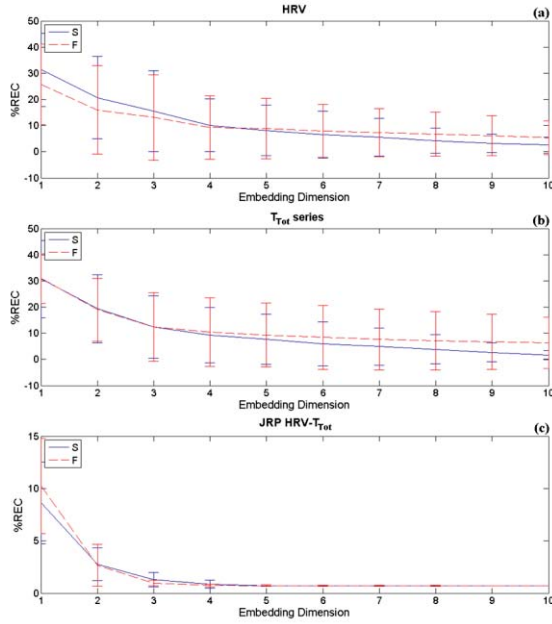 HRV
(a)
S
F
%REC
50
40
30
20
10
0
-10
1 2 3 4 5 6 7 8 9 10
Embedding Dimension
TTot series
(b)
S
F
%REC
50
40
30
20
10
0
-10
1 2 3 4 5 6 7 8 9 10
Embedding Dimension
JRP HRV-TTot
(c)
S
F
%REC
15
10
5
0
1 2 3 4 5 6 7 8 9 10
Embedding Dimension